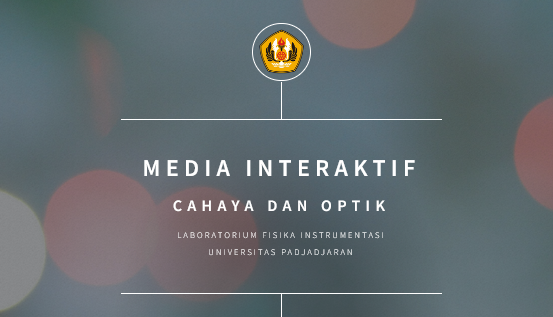 MEDIA INTERAKTIF
CAHAYA DAN OPTIK
LABORATORIUM FISIKA INSTRUMENTASI
UNIVERSITAS PADJADJARAN